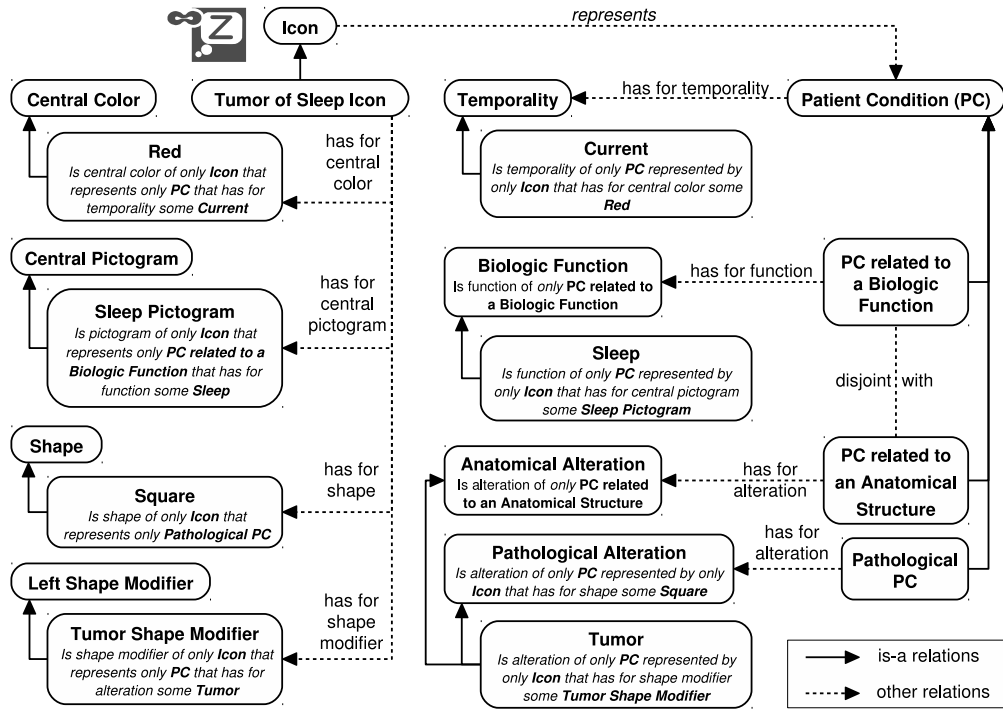 Z
Icon
represents
Central Color
Tumor of Sleep Icon
Temporality
has for temporality
Patient Condition (PC)
Red
Is central color of only Icon that
represents only PC that has for
temporality some Current
has for
central
color
Current
Is temporality of only PC represented by
only Icon that has for central color some
Red
Central Pictogram
Sleep Pictogram
Is pictogram of only Icon that
represents only PC related to a
Biologic Function that has for
function some Sleep
has for
central
pictogram
Biologic Function
Is function of only PC related to
a Biologic Function
has for function
PC related to
a Biologic
Function
Sleep
Is function of only PC represented by
only Icon that has for central pictogram
some Sleep Pictogram
disjoint with
Shape
Square
Is shape of only Icon that
represents only Pathological PC
has for
shape
Anatomical Alteration
Is alteration of only PC related
to an Anatomical Structure
has for
alteration
PC related to
an Anatomical
Structure
Pathological Alteration
Is alteration of only PC represented by only
Icon that has for shape some Square
has for
alteration
Pathological
PC
Left Shape Modifier
Tumor Shape Modifier
Is shape modifier of only Icon that
represents only PC that has for
alteration some Tumor
has for
shape
modifier
Tumor
Is alteration of only PC represented by
only Icon that has for shape modifier
some Tumor Shape Modifier
is-a relations
other relations